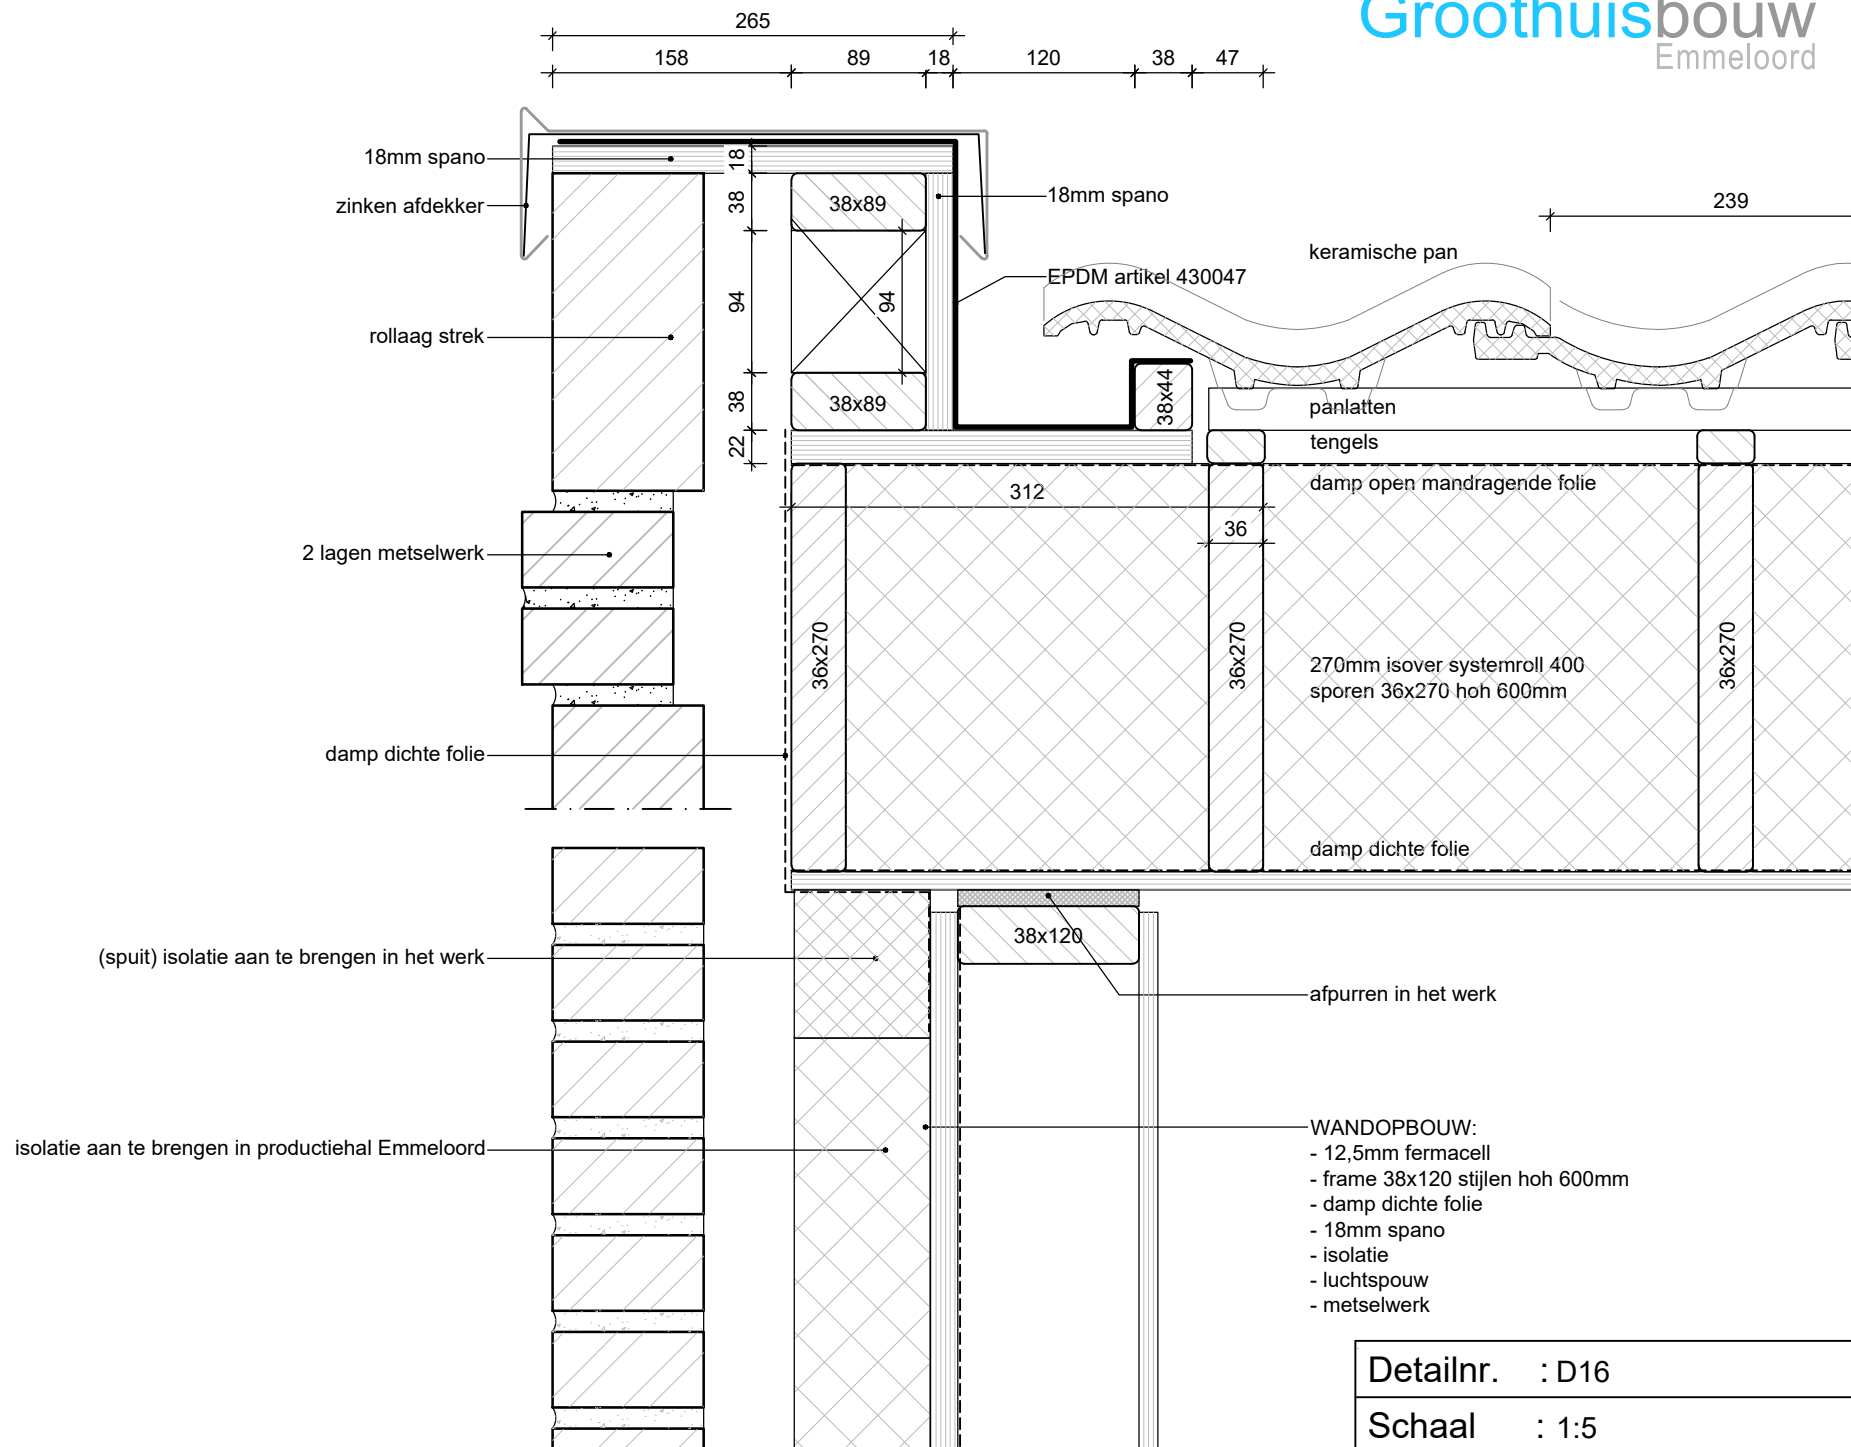 Groothuisbouw
Emmeloord
265
158
89
18
120
38
47
18mm spano
zinken afdekker
rollaag strek
2 lagen metselwerk
damp dichte folie
(spuit) isolatie aan te brengen in het werk
isolatie aan te brengen in productiehal Emmeloord
18
38
94
38
22
38x89
94
38x89
18mm spano
EPDM artikel 430047
38x44
239
keramische pan
panlatten
tengels
damp open mandragende folie
312
36
36x270
36x270
36x270
270mm isover systemroll 400
sporen 36x270 hoh 600mm
damp dichte folie
38x120
afpurren in het werk
WANDOPBOUW:
- 12,5mm fermacell
- frame 38x120 stijlen hoh 600mm
- damp dichte folie
- 18mm spano
- isolatie
- luchtspouw
- metselwerk
Detailnr. : D16
Schaal : 1:5